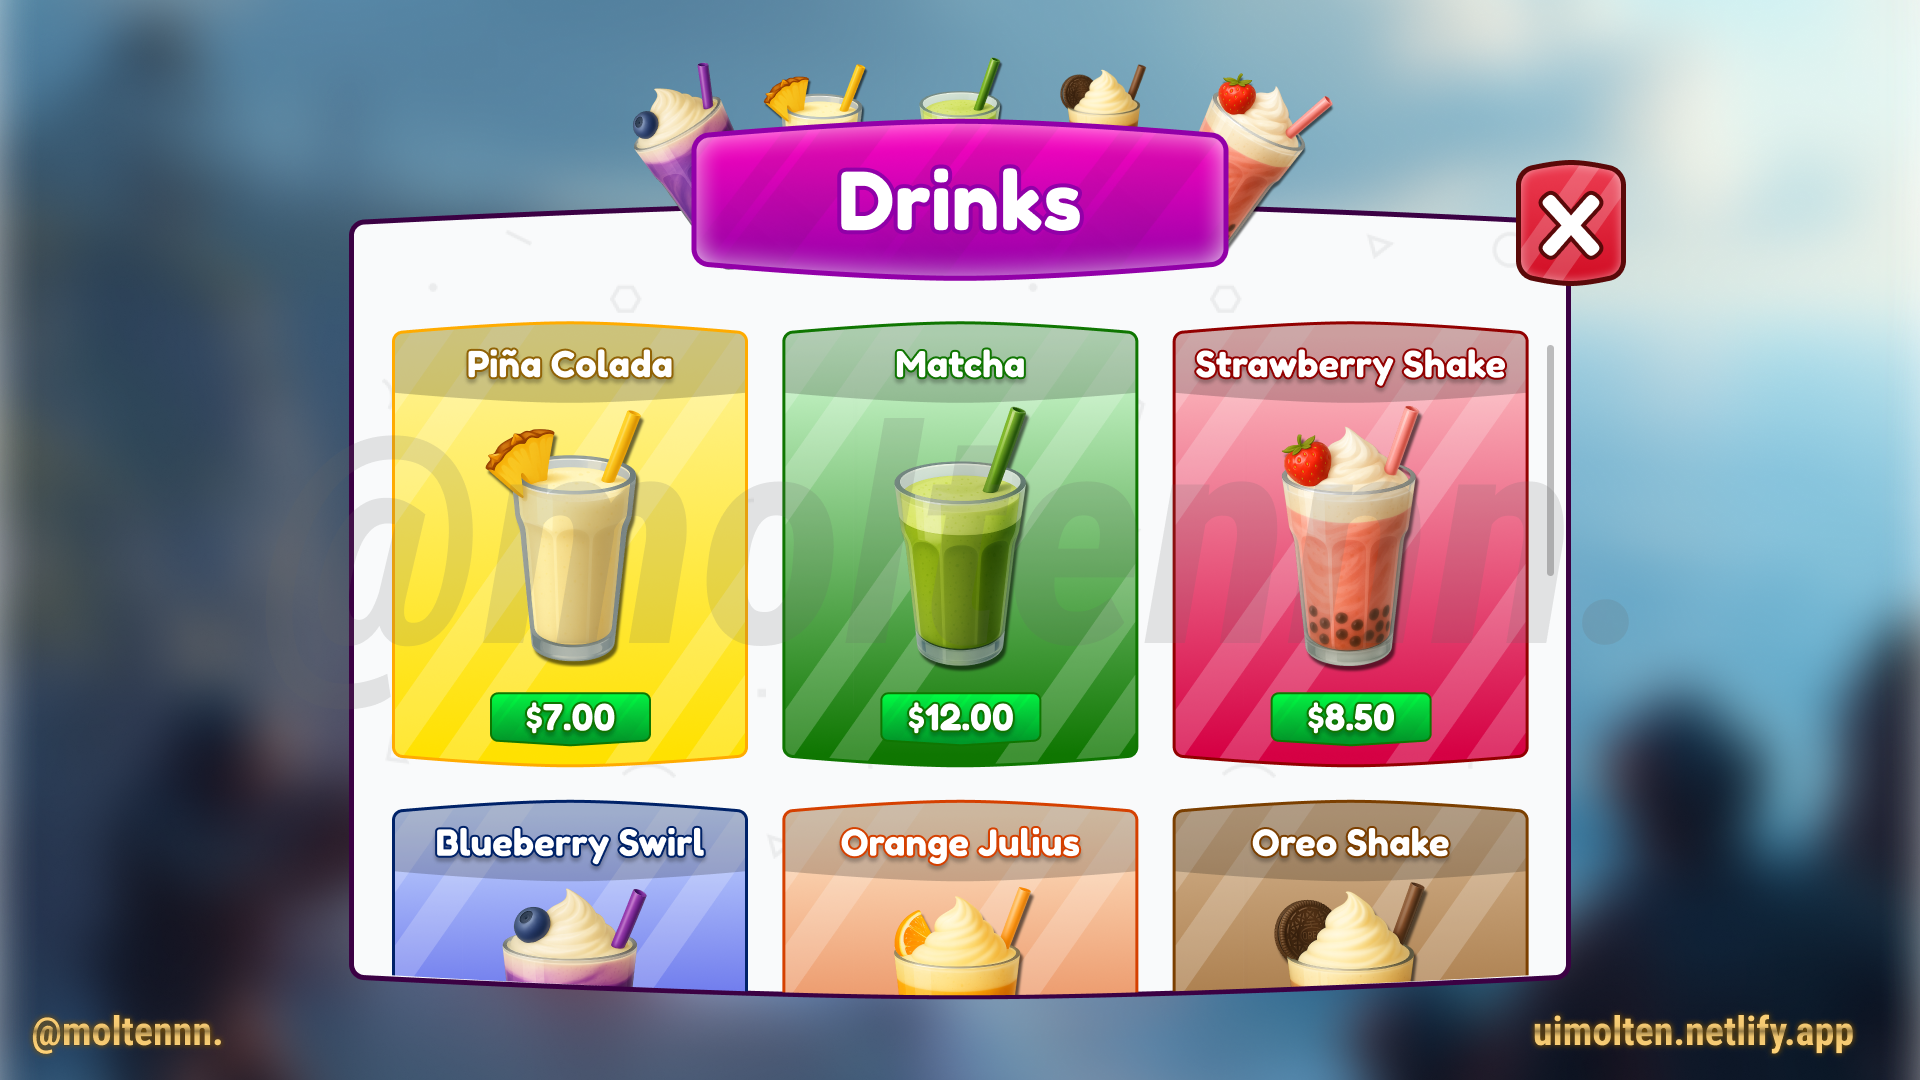 Drinks
X
Piña Colada
Matcha
Strawberry Shake
@moltennn.
$7.00
$12.00
$8.50
Blueberry Swirl
Orange Julius
Oreo Shake
@moltennn.
uimolten.netlify.app